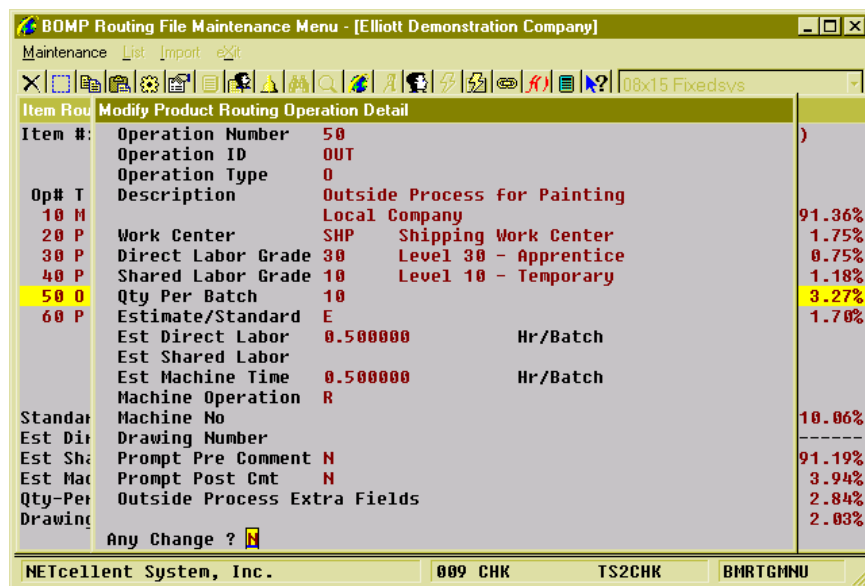 BOMP Routing File Maintenance Menu - [Elliott Demonstration Company]
Maintenance List Import eXit
08x15 Fixedsys
Item Rou
Modify Product Routing Operation Detail
Item #: Operation Number 50 )
Operation ID OUT
Operation Type O
Op# T Description Outside Process for Painting
10 M Local Company 91.36%
20 P Work Center SHP Shipping Work Center 1.75%
30 P Direct Labor Grade 30 Level 30 - Apprentice 0.75%
40 P Shared Labor Grade 10 Level 10 - Temporary 1.18%
50 O Qty Per Batch 10 3.27%
60 P Estimate/Standard E 1.70%
Est Direct Labor 0.500000 Hr/Batch
Est Shared Labor
Est Machine Time 0.500000 Hr/Batch
Machine Operation R
Standar Machine No 10.06%
Est Dir Drawing Number ------
Est Sha Prompt Pre Comment N 91.19%
Est Mac Prompt Post Cmt N 3.94%
Qty-Per Outside Process Extra Fields 2.84%
Drawing 2.03%
Any Change ? N
NETcellent System, Inc. 009 CHK TS2CHK BMRTGMNU